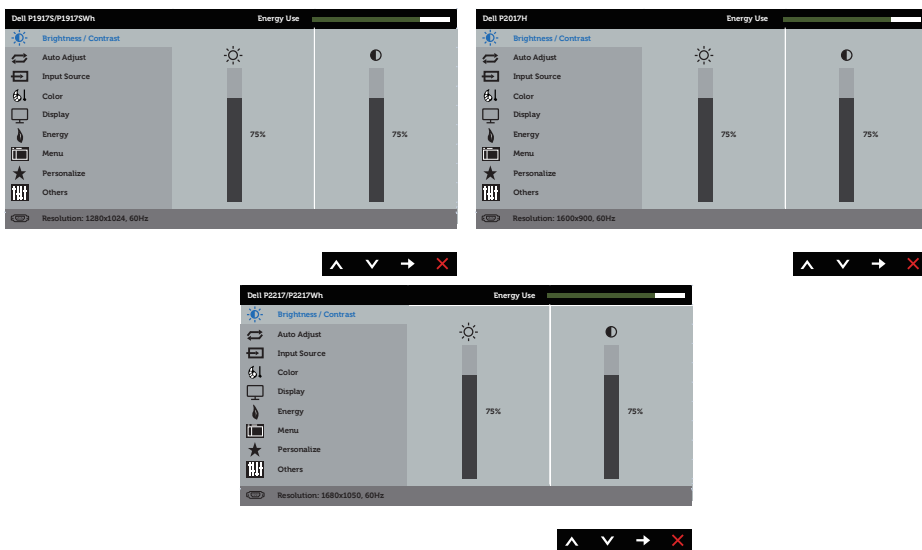 Dell P1917S/P1917SWh Energy Use
Brightness / Contrast
Auto Adjust
Input Source
Color
Display
Energy 75% 75%
Menu
Personalize
Others
Resolution: 1280x1024, 60Hz
Dell P2017H Energy Use
Brightness / Contrast
Auto Adjust
Input Source
Color
Display
Energy 75% 75%
Menu
Personalize
Others
Resolution: 1600x900, 60Hz
Dell P2217/P2217Wh Energy Use
Brightness / Contrast
Auto Adjust
Input Source
Color
Display
Energy 75% 75%
Menu
Personalize
Others
Resolution: 1680x1050, 60Hz